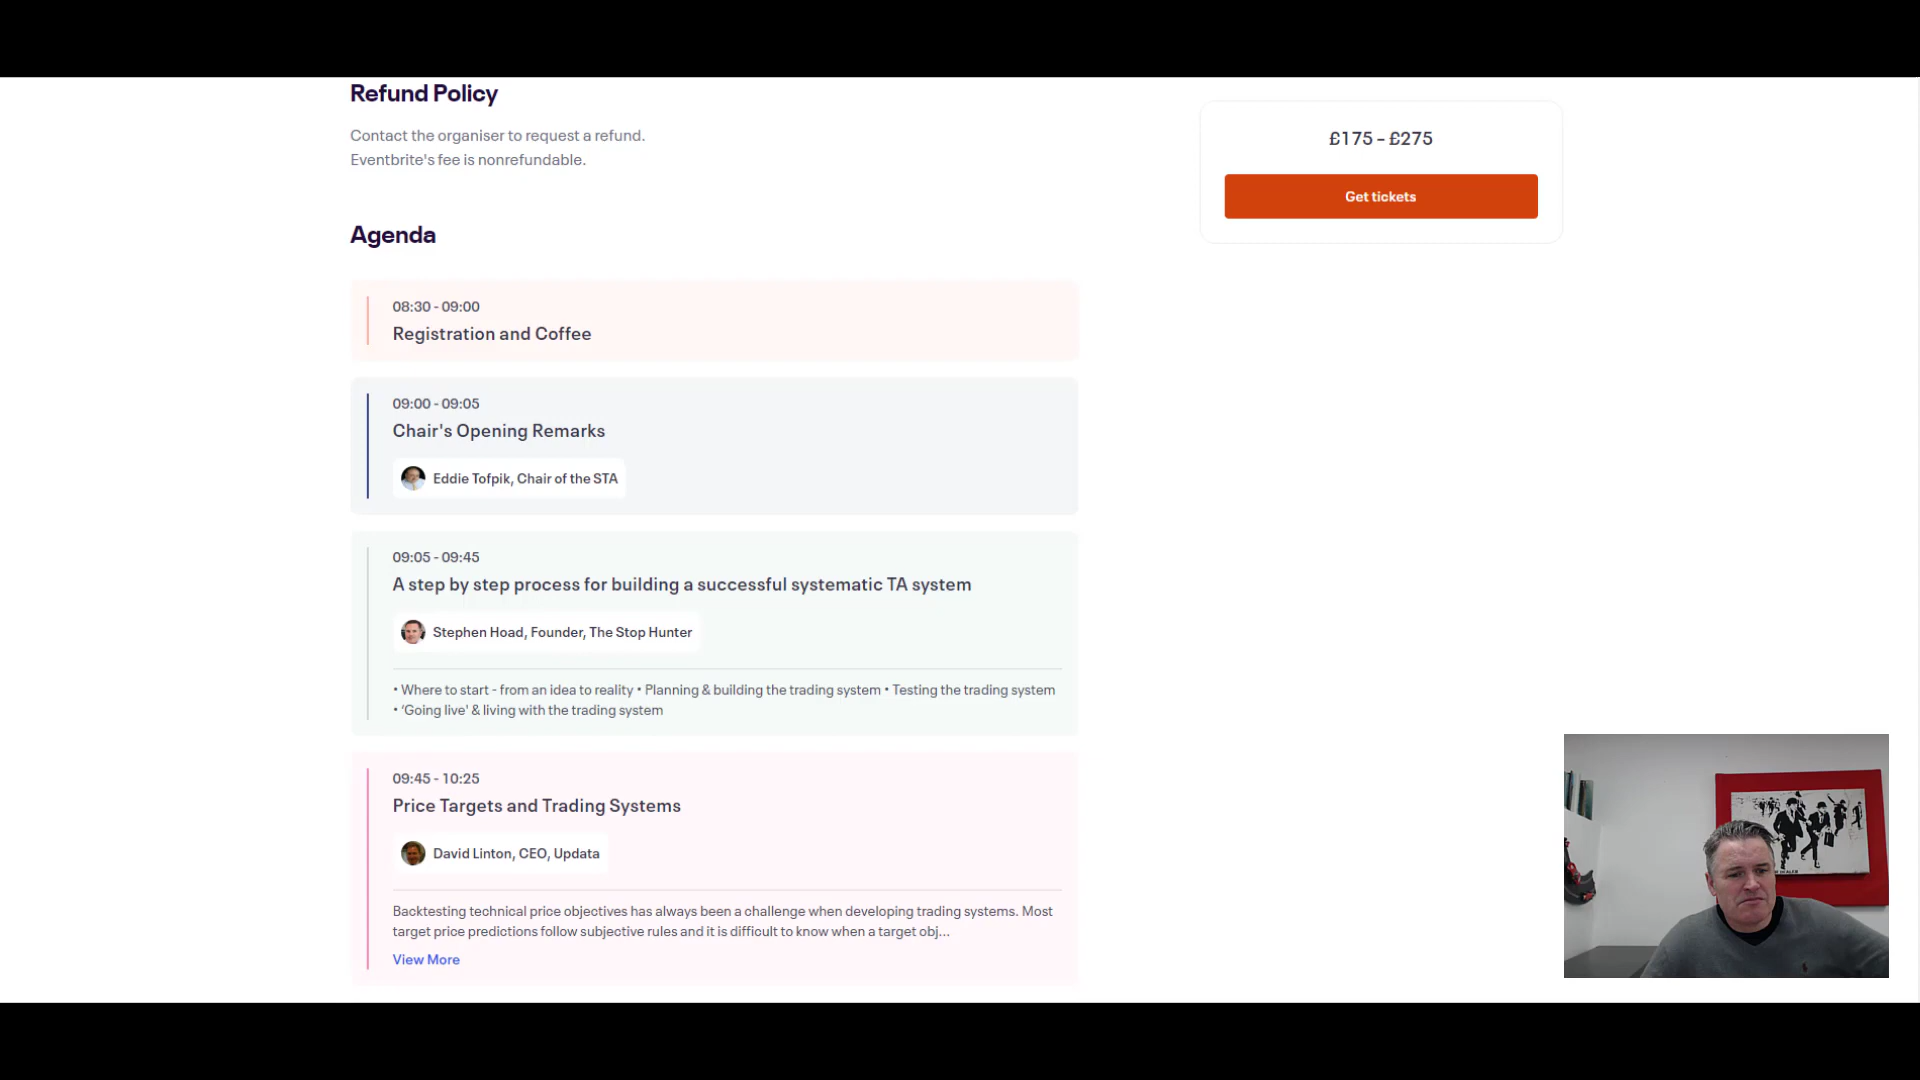 Refund Policy
Contact the organiser to request a refund.
Eventbrite's fee is nonrefundable.
£175 – £275
Get tickets
Agenda
08:30 - 09:00
Registration and Coffee
09:00 - 09:05
Chair's Opening Remarks
Eddie Tofpik, Chair of the STA
09:05 - 09:45
A step by step process for building a successful systematic TA system
Stephen Hoad, Founder, The Stop Hunter
• Where to start - from an idea to reality • Planning & building the trading system • Testing the trading system
• ‘Going live' & living with the trading system
09:45 - 10:25
Price Targets and Trading Systems
David Linton, CEO, Updata
Backtesting technical price objectives has always been a challenge when developing trading systems. Most
target price predictions follow subjective rules and it is difficult to know when a target obj...
View More